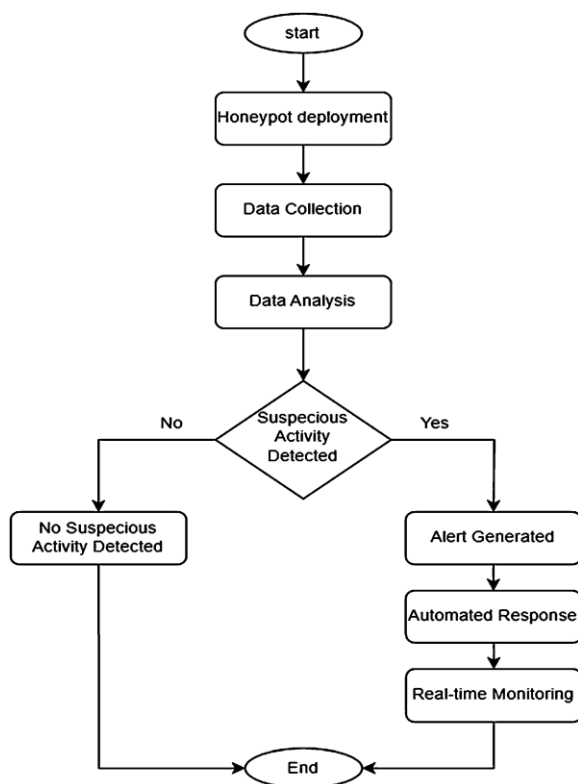 start
Honeypot deployment
Data Collection
Data Analysis
Suspecious
Activity
Detected
No
Yes
No Suspecious
Activity Detected
Alert Generated
Automated Response
Real-time Monitoring
End